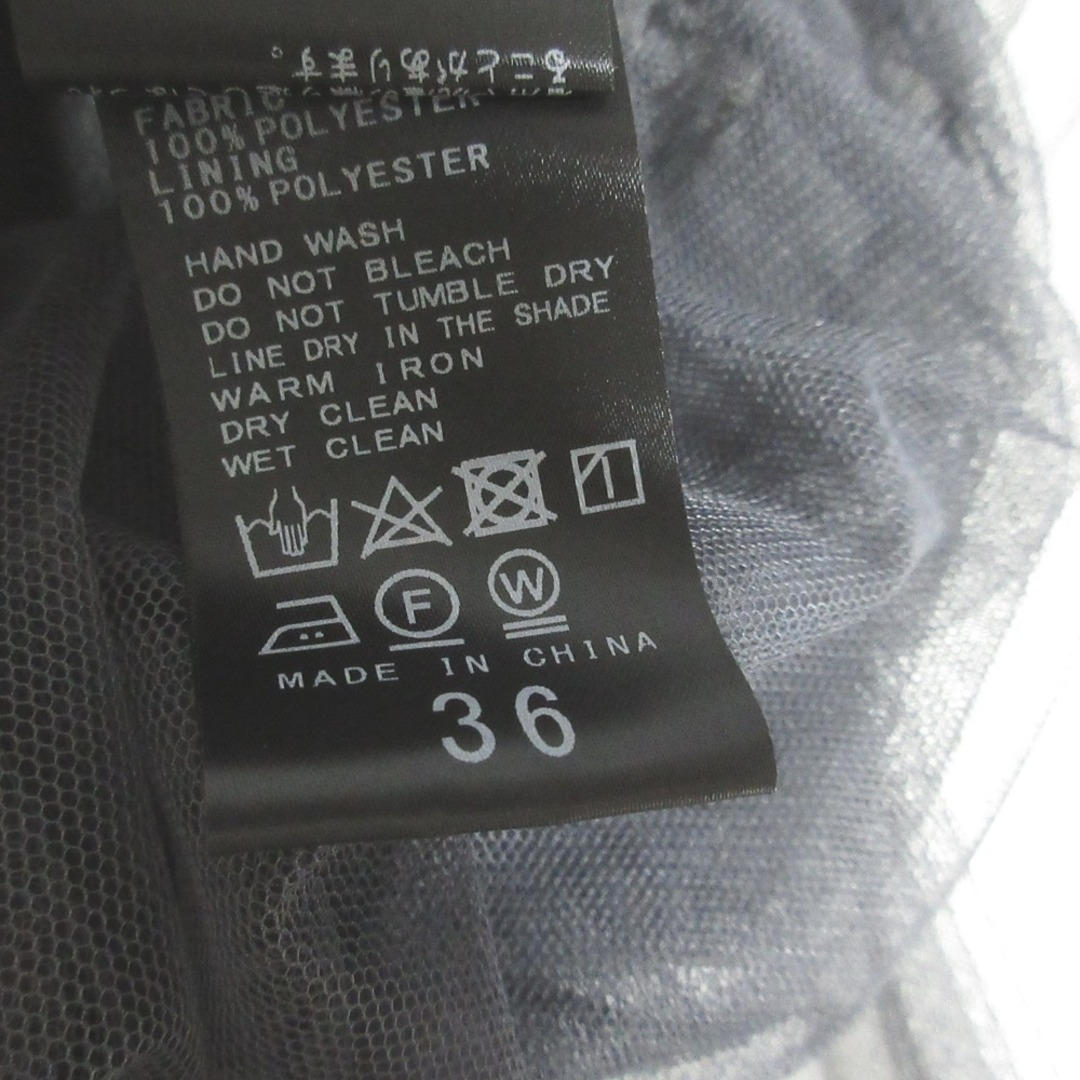 FABRIC
100% POLYESTER
LINING
100% POLYESTER
HAND WASH
DO NOT BLEACH
DO NOT TUMBLE DRY
LINE DRY IN THE SHADE
WARM IRON
DRY CLEAN
WET CLEAN
F W
MADE IN CHINA
36